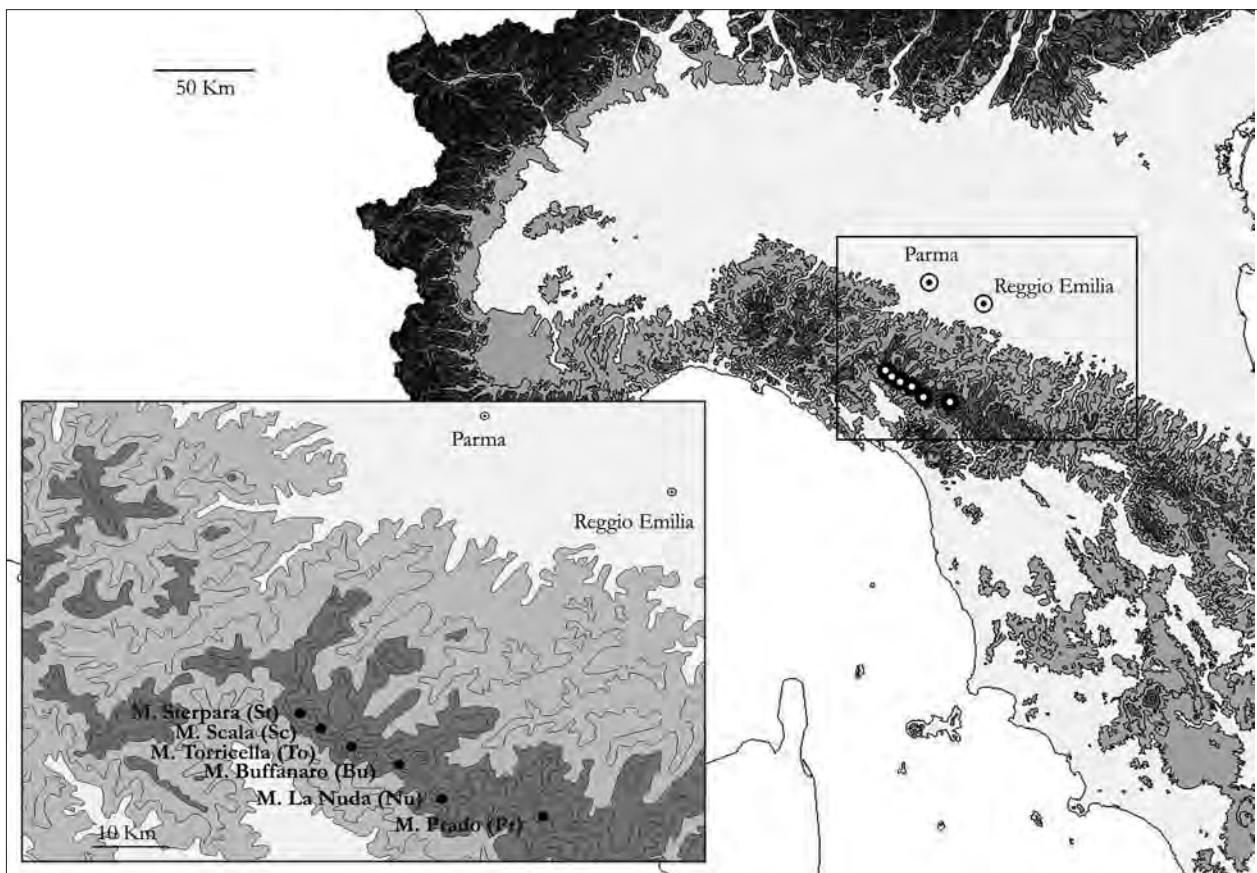 50 Km
Parma
Reggio Emilia
Parma
Reggio Emilia
M. Sterpara (St)
M. Scala (Sc)
M. Torricella (To)
M. Buffanaro (Bu)
M. La Nuda (Nu)
M. Prado (Pr)
10 Km